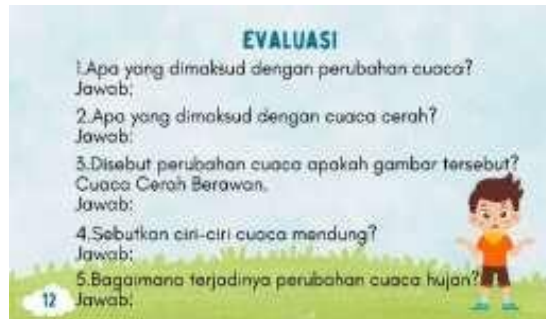 EVALUASI
1.Apa yang dimaksud dengan perubahan cuaca?
Jawab:
2.Apa yang dimaksud dengan cuaca cerah?
Jawab:
3.Disebut perubahan cuaca apakah gambar tersebut?
Cuaca Cerah Berawan.
Jawab:
4.Sebutkan ciri-ciri cuaca mendung?
Jawab:
5.Bagaimana terjadinya perubahan cuaca hujan?
12 Jawab: